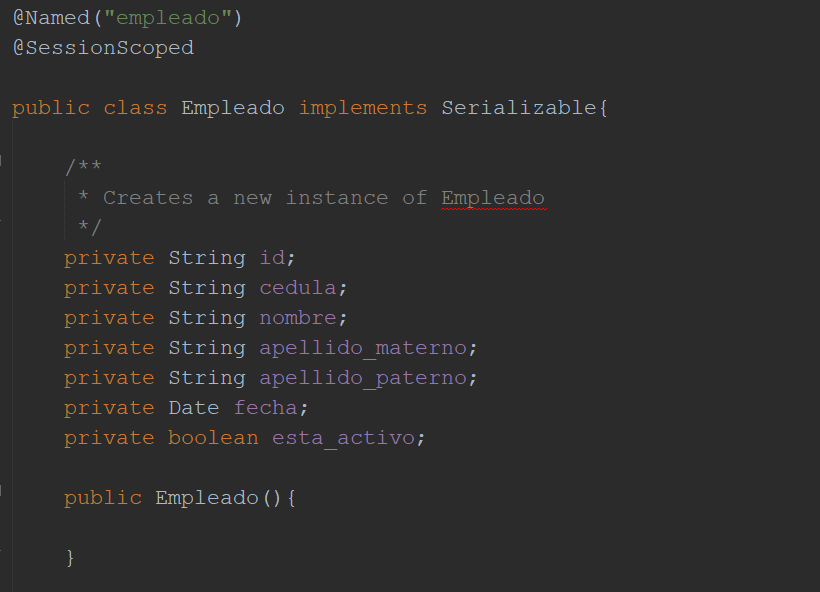 @Named("empleado")
@SessionScoped
public class Empleado implements Serializable{
/**
* Creates a new instance of Empleado
*/
private String id;
private String cedula;
private String nombre;
private String apellido_materno;
private String apellido_paterno;
private Date fecha;
private boolean esta_activo;
public Empleado(){
}